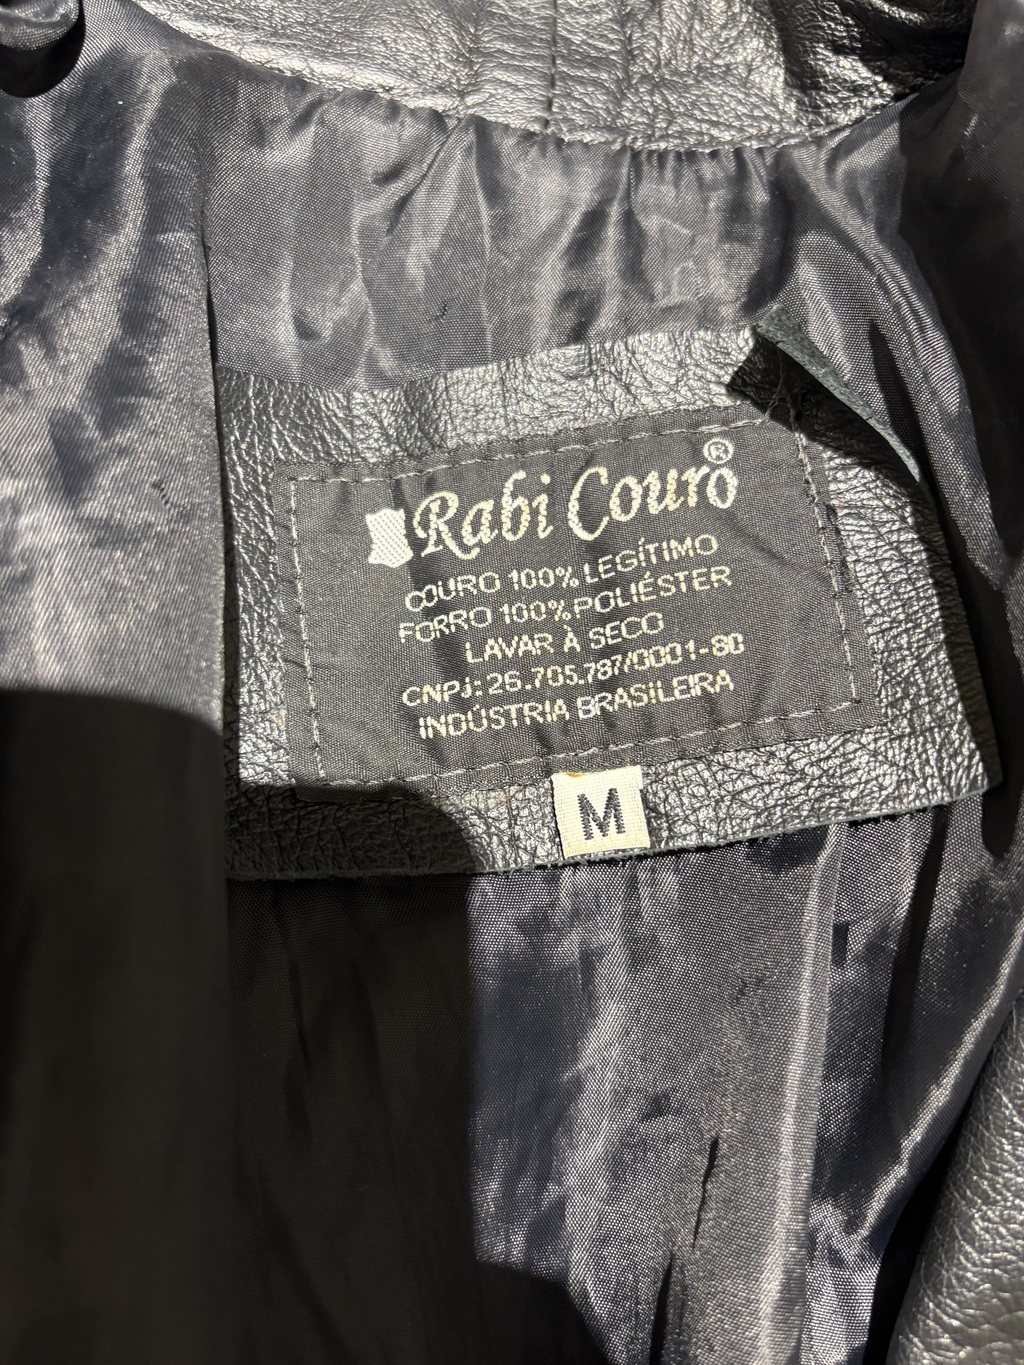 Rabi Couro®
COURO 100% LEGÍTIMO
FORRO 100% POLIÉSTER
LAVAR À SECO
CNPJ: 26.705.787/0001-80
INDÚSTRIA BRASILEIRA
M